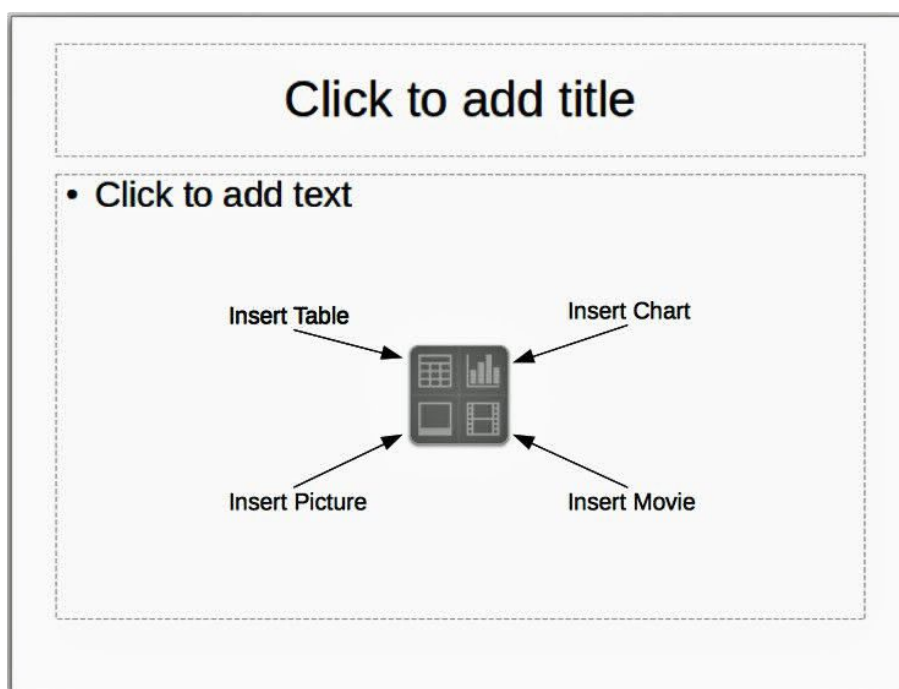 Click to add title
• Click to add text
Insert Table
Insert Chart
Insert Picture
Insert Movie